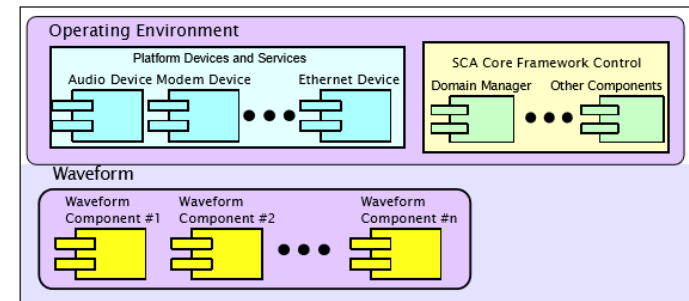 Operating Environment
Platform Devices and Services
Audio Device Modem Device Ethernet Device
SCA Core Framework Control
Domain Manager Other Components
Waveform
Waveform Component #1
Waveform Component #2
Waveform Component #n